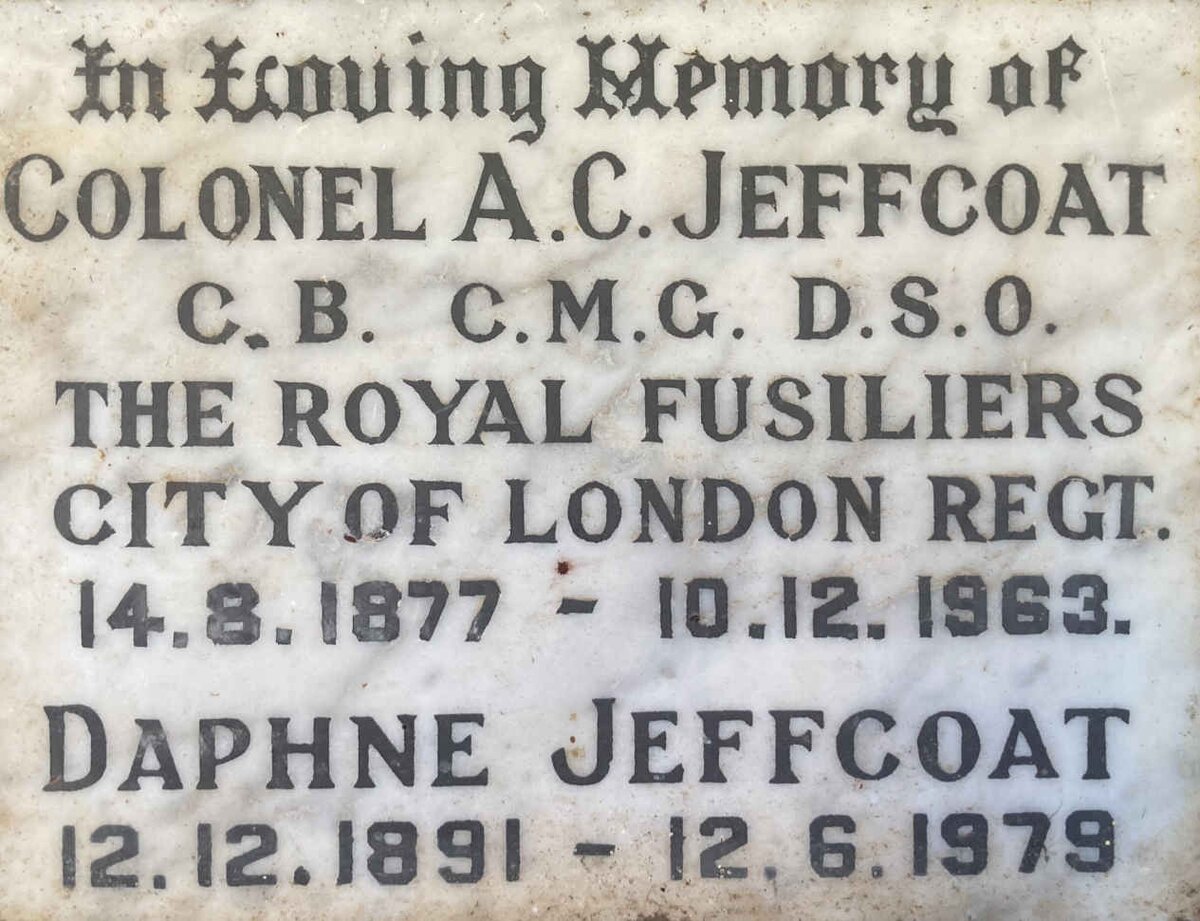 In Loving Memory of
COLONEL A.C. JEFFCOAT
C.B. C.M.G. D.S.O.
THE ROYAL FUSILIERS
CITY OF LONDON REGT.
14.8.1877 - 10.12.1963.
DAPHNE JEFFCOAT
12.12.1891 - 12.6.1979